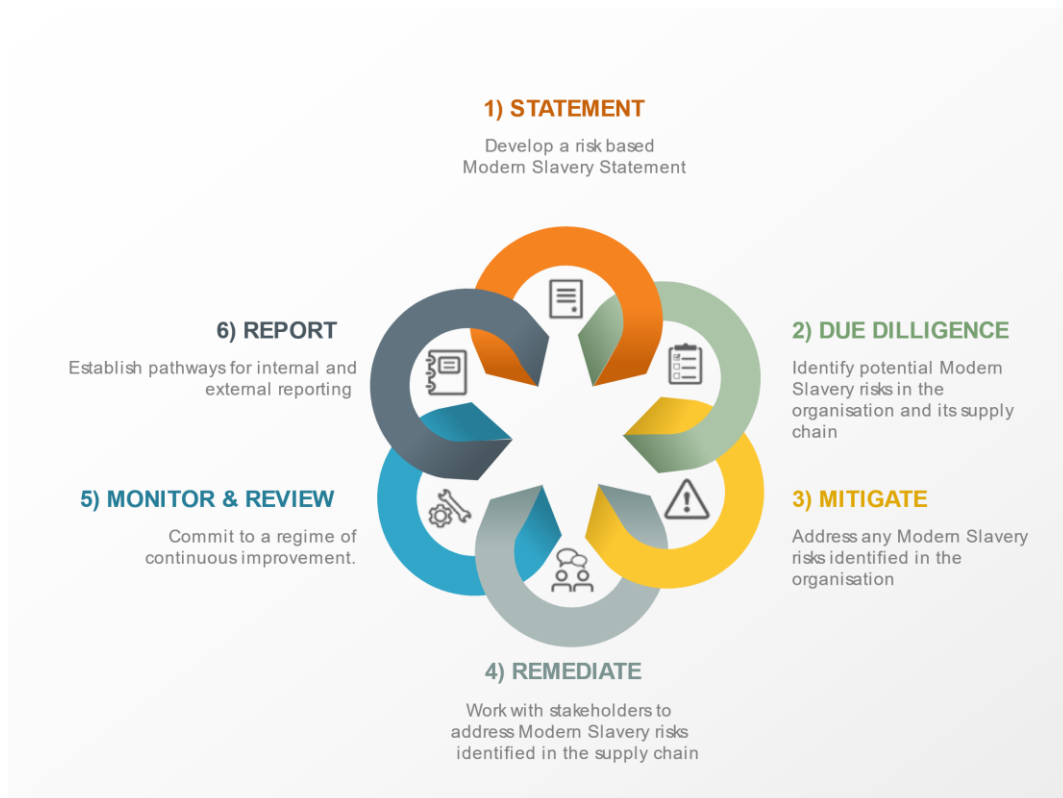 1) STATEMENT
Develop a risk based
Modern Slavery Statement
2) DUE DILLIGENCE
Identify potential Modern
Slavery risks in the
organisation and its supply
chain
3) MITIGATE
Address any Modern Slavery
risks identified in the
organisation
4) REMEDIATE
Work with stakeholders to
address Modern Slavery risks
identified in the supply chain
5) MONITOR & REVIEW
Commit to a regime of
continuous improvement.
6) REPORT
Establish pathways for internal and
external reporting